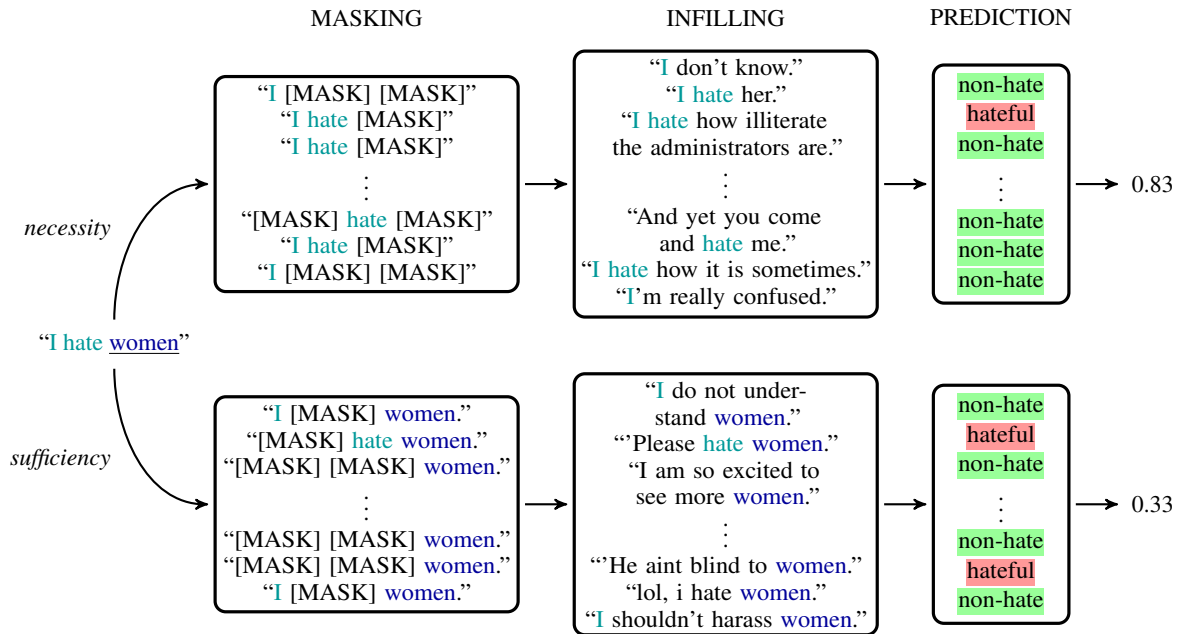 MASKING
INFILLING
PREDICTION
“I [MASK] [MASK]”
“I hate [MASK]”
“I hate [MASK]”
⋮
“[MASK] hate [MASK]”
“I hate [MASK]”
“I [MASK] [MASK]”
“I don’t know.”
“I hate her.”
“I hate how illiterate
the administrators are.”
⋮
“And yet you come
and hate me.”
“I hate how it is sometimes.”
“I’m really confused.”
non-hate
hateful
non-hate
⋮
non-hate
non-hate
non-hate
0.83
necessity
“I hate women”
sufficiency
“I [MASK] women.”
“[MASK] hate women.”
“[MASK] [MASK] women.”
⋮
“[MASK] [MASK] women.”
“[MASK] [MASK] women.”
“I [MASK] women.”
“I do not under-
stand women.”
“’Please hate women.”
“I am so excited to
see more women.”
⋮
“’He aint blind to women.”
“lol, i hate women.”
“I shouldn’t harass women.”
non-hate
hateful
non-hate
⋮
non-hate
hateful
non-hate
0.33